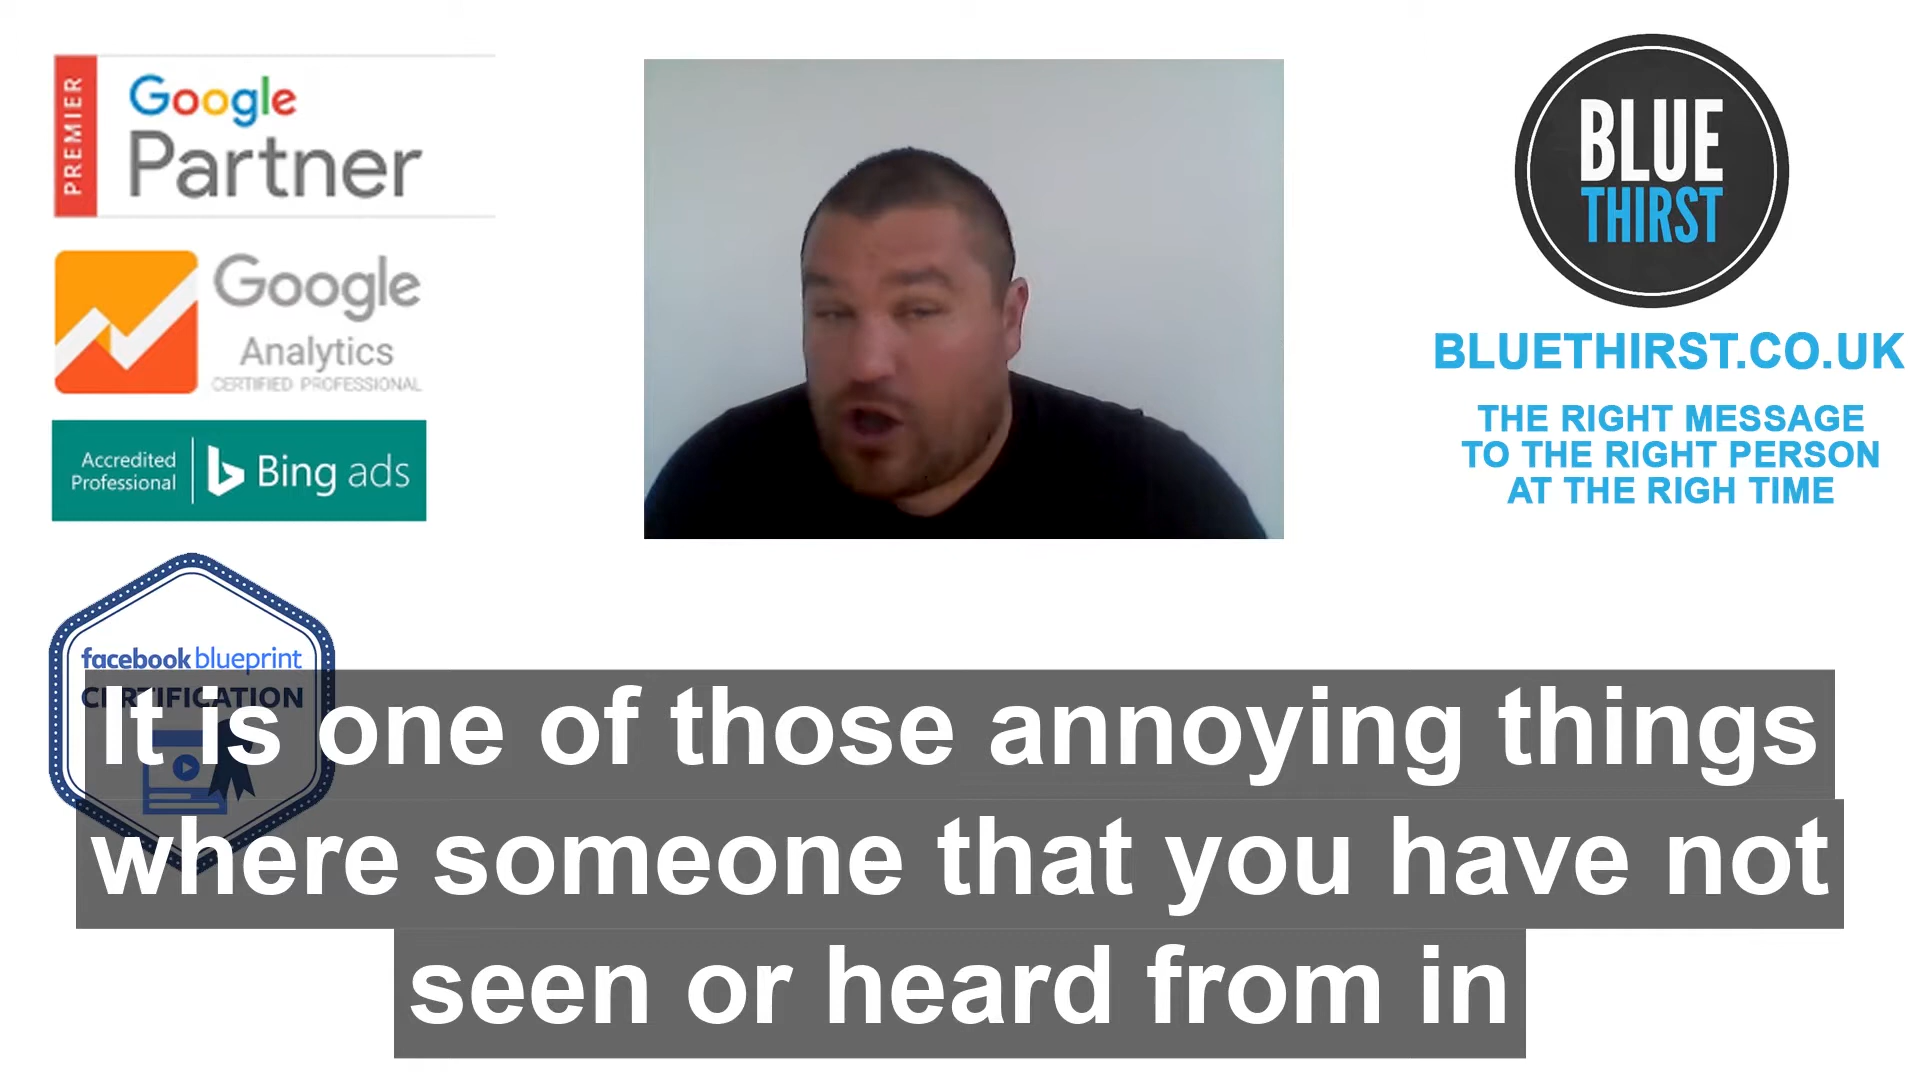 PREMIER
Google
Partner
Google
Analytics
CERTIFIED PROFESSIONAL
Accredited
Professional
Bing ads
facebook blueprint
CERTIFICATION
BLUE
THIRST
BLUETHIRST.CO.UK
THE RIGHT MESSAGE
TO THE RIGHT PERSON
AT THE RIGH TIME
It is one of those annoying things
where someone that you have not
seen or heard from in